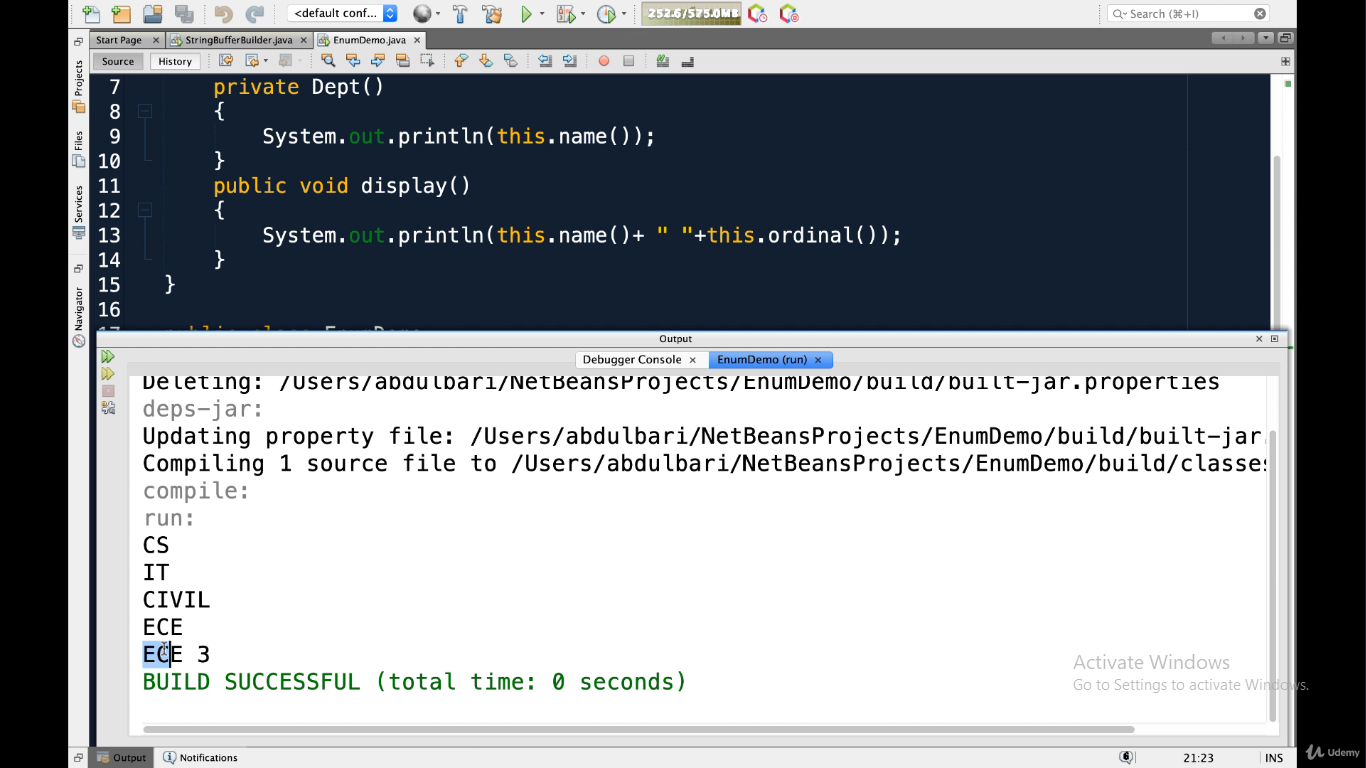 <default conf...
252.6/575.0MB
Search (⌘+I)
Start Page
StringBufferBuilder.java
EnumDemo.java
Source
History
Projects
Files
Services
Navigator
7 private Dept()
8 {
9 System.out.println(this.name());
10 }
11 public void display()
12 {
13 System.out.println(this.name()+ " "+this.ordinal());
14 }
15 }
16
17 public class EnumDemo
Output
Debugger Console
EnumDemo (run)
Deleting: /Users/abdulbari/NetBeansProjects/EnumDemo/build/built-jar.properties
deps-jar:
Updating property file: /Users/abdulbari/NetBeansProjects/EnumDemo/build/built-jar.
Compiling 1 source file to /Users/abdulbari/NetBeansProjects/EnumDemo/build/classes
compile:
run:
CS
IT
CIVIL
ECE
ECE 3
BUILD SUCCESSFUL (total time: 0 seconds)
Activate Windows
Go to Settings to activate Windows.
Output
Notifications
6
21:23
INS
Udemy